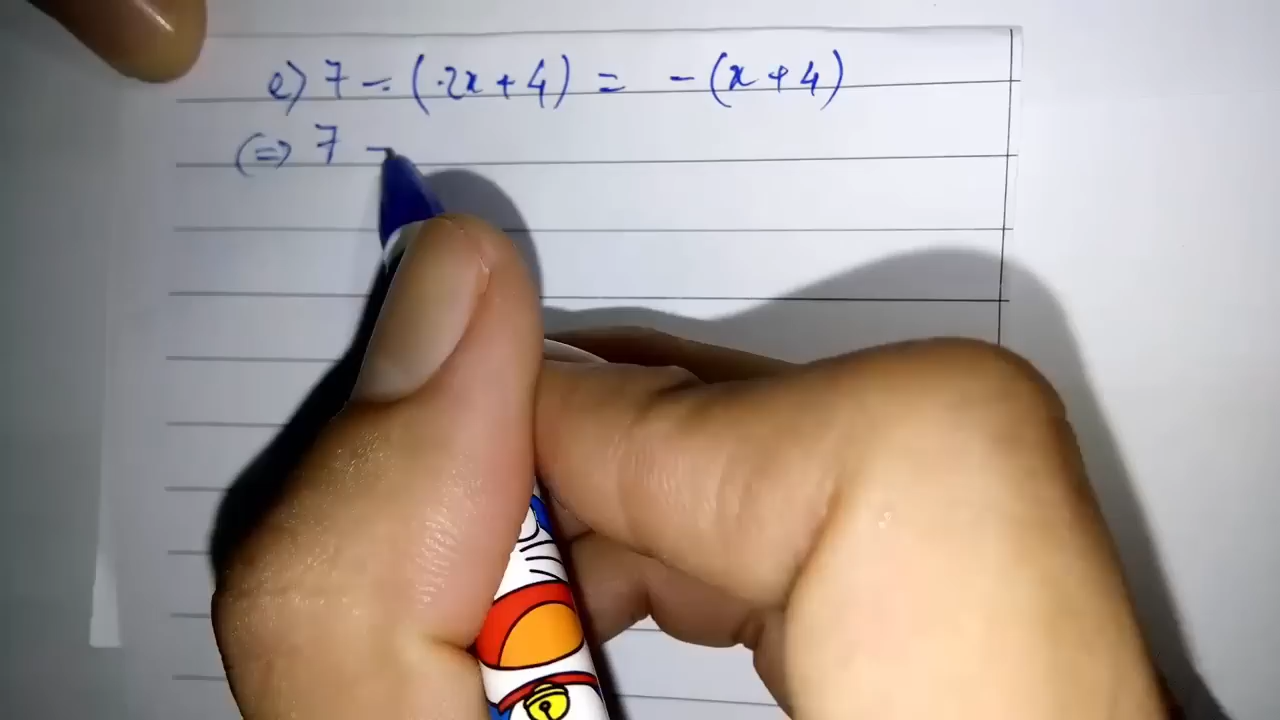 e) 7 - (2x + 4) = - (x + 4)
(=> 7 -